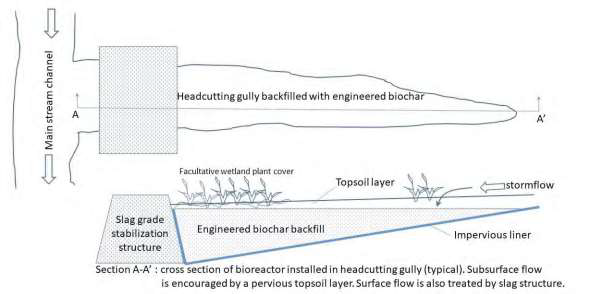 Main stream channel
Headcutting gully backfilled with engineered biochar
A
A'
Facultative wetland plant cover
Topsoil layer
stormflow
Slag grade
stabilization
structure
Engineered biochar backfill
Impervious liner
Section A-A' : cross section of bioreactor installed in headcutting gully (typical). Subsurface flow
is encouraged by a pervious topsoil layer. Surface flow is also treated by slag structure.